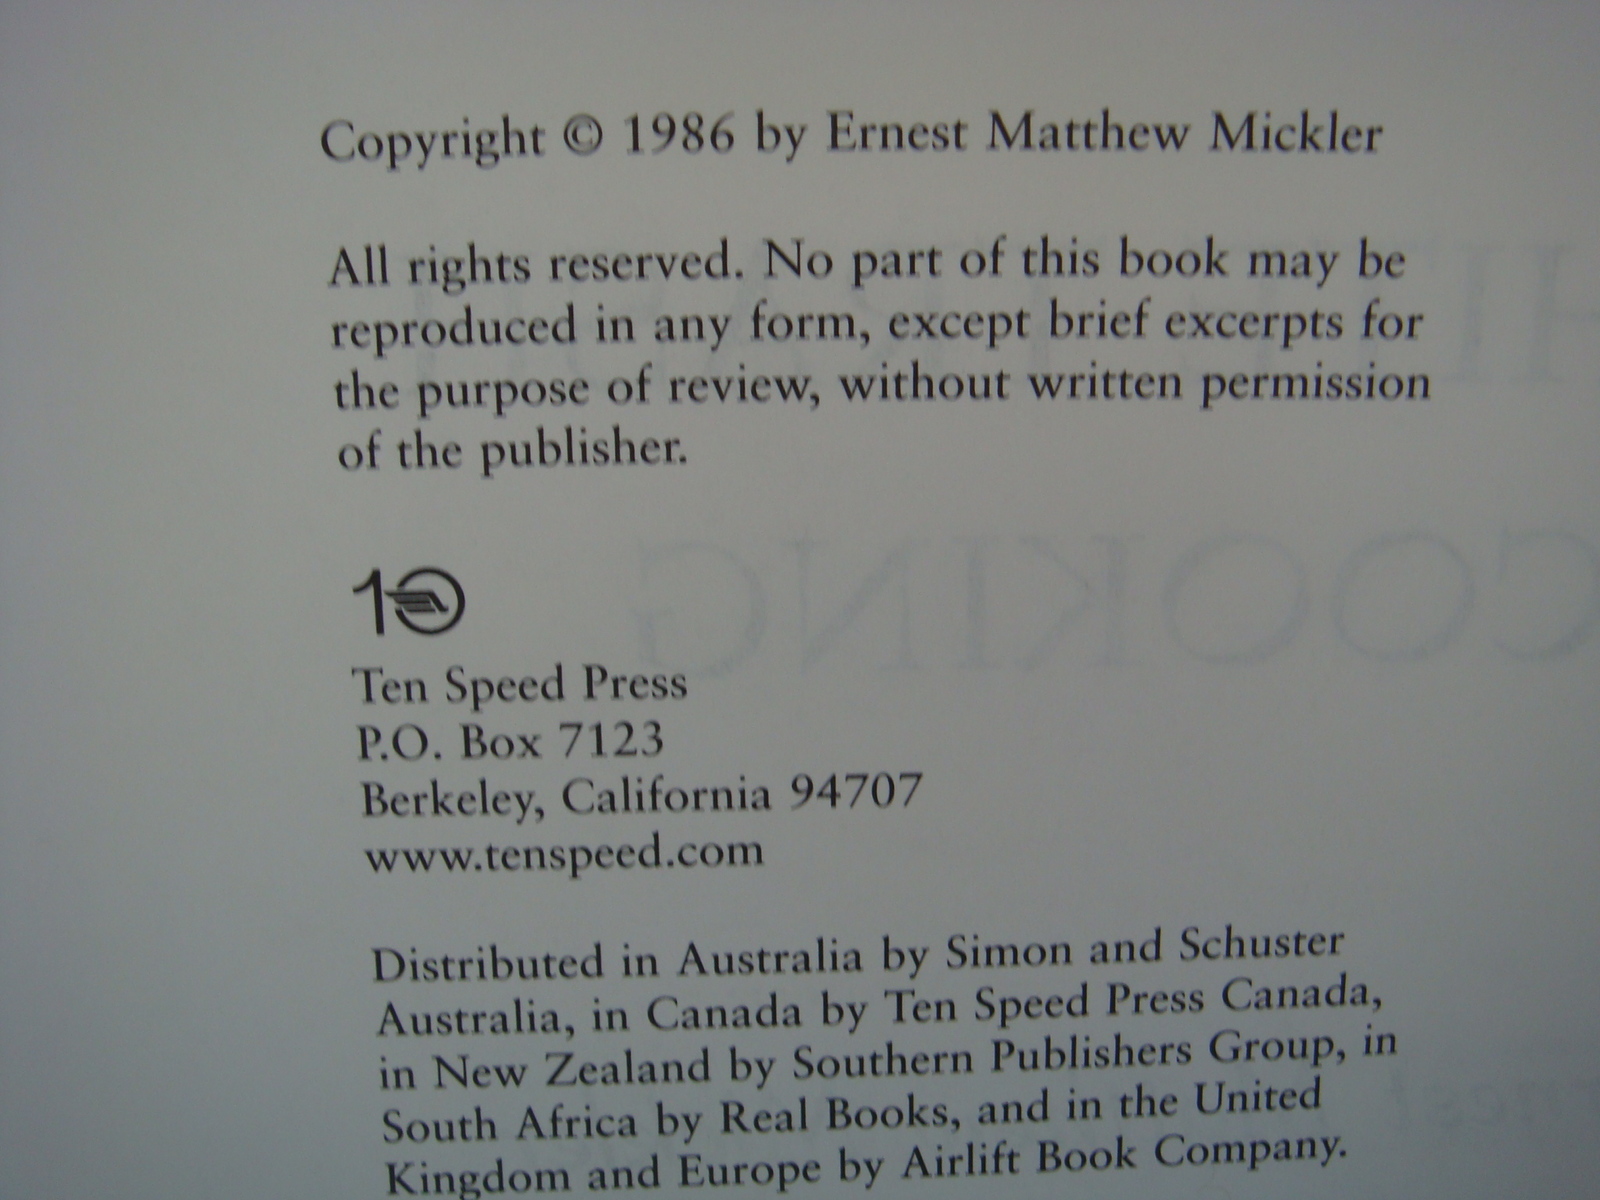 Copyright © 1986 by Ernest Matthew Mickler
All rights reserved. No part of this book may be
reproduced in any form, except brief excerpts for
the purpose of review, without written permission
of the publisher.
10
Ten Speed Press
P.O. Box 7123
Berkeley, California 94707
www.tenspeed.com
Distributed in Australia by Simon and Schuster
Australia, in Canada by Ten Speed Press Canada,
in New Zealand by Southern Publishers Group, in
South Africa by Real Books, and in the United
Kingdom and Europe by Airlift Book Company.
COOKING